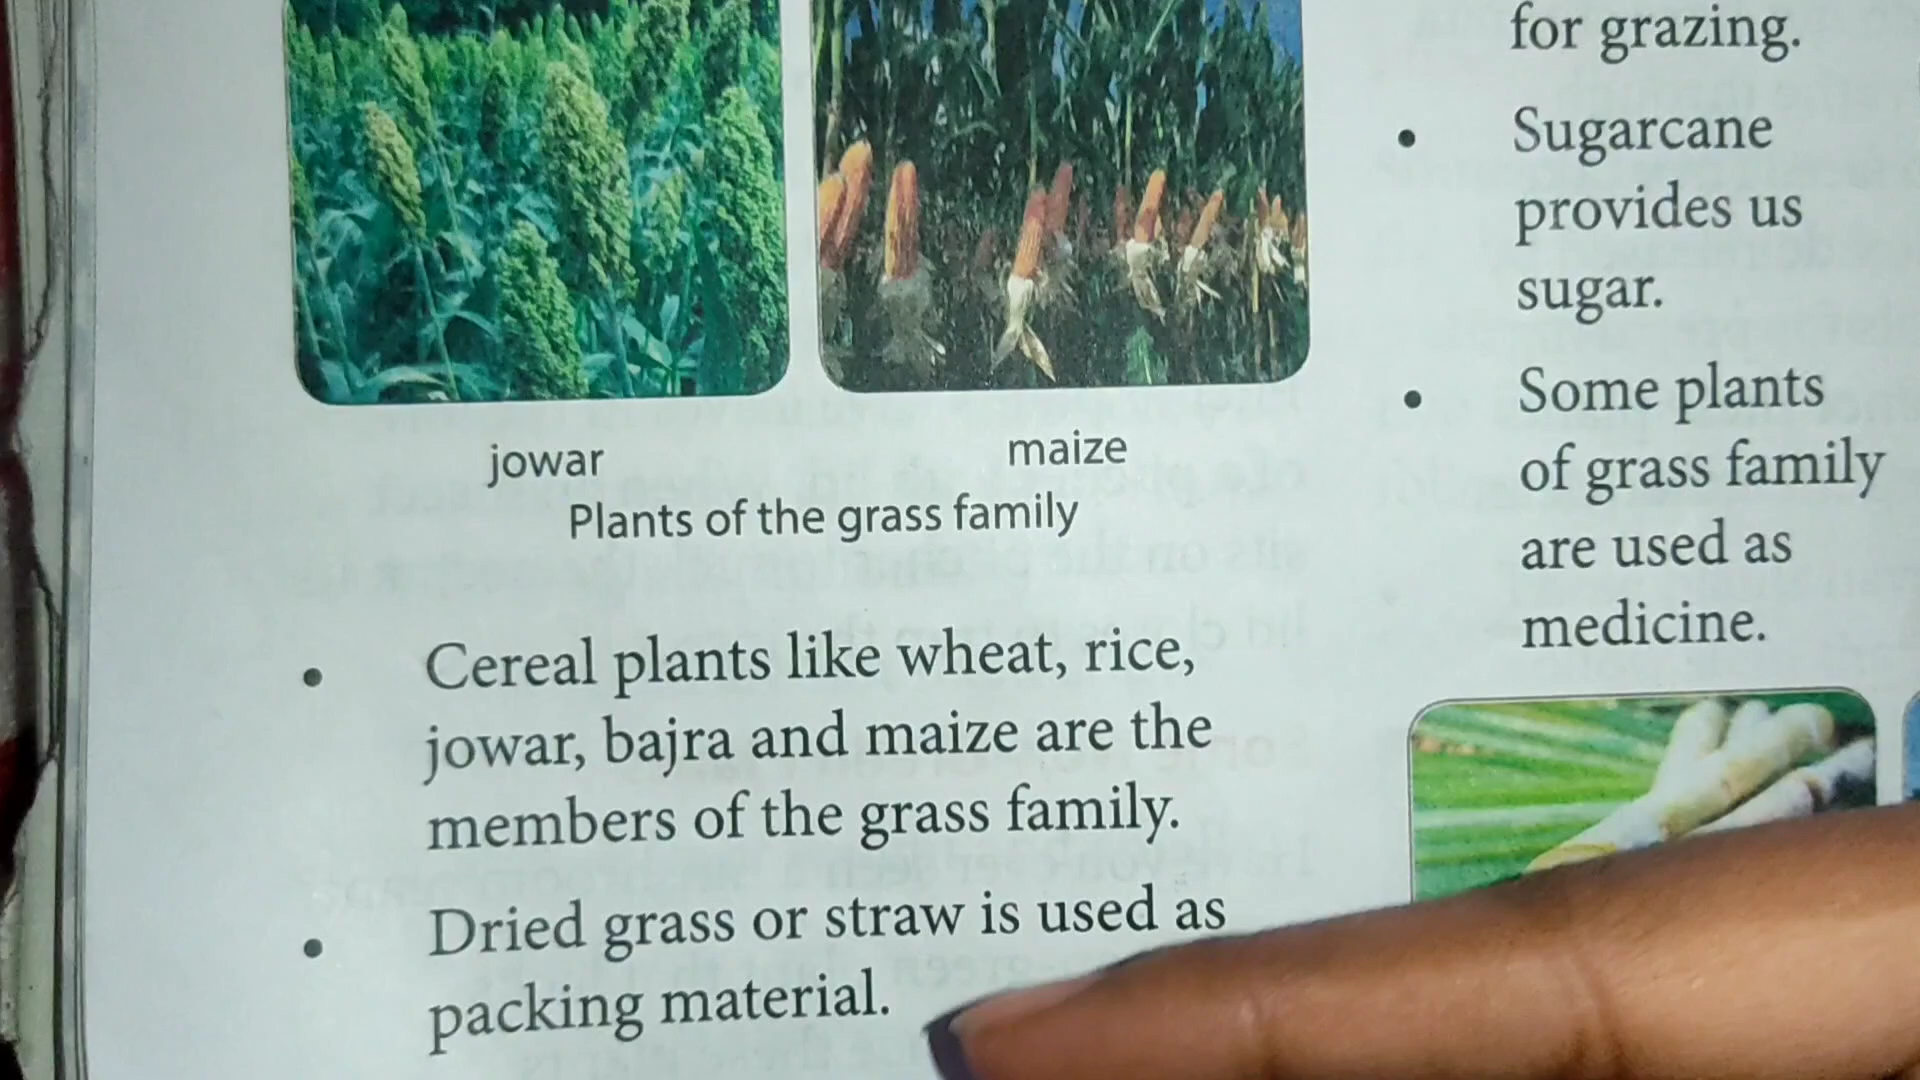 jowar
maize
Plants of the grass family
• Cereal plants like wheat, rice,
jowar, bajra and maize are the
members of the grass family.
• Dried grass or straw is used as
packing material.
for grazing.
• Sugarcane
provides us
sugar.
• Some plants
of grass family
are used as
medicine.